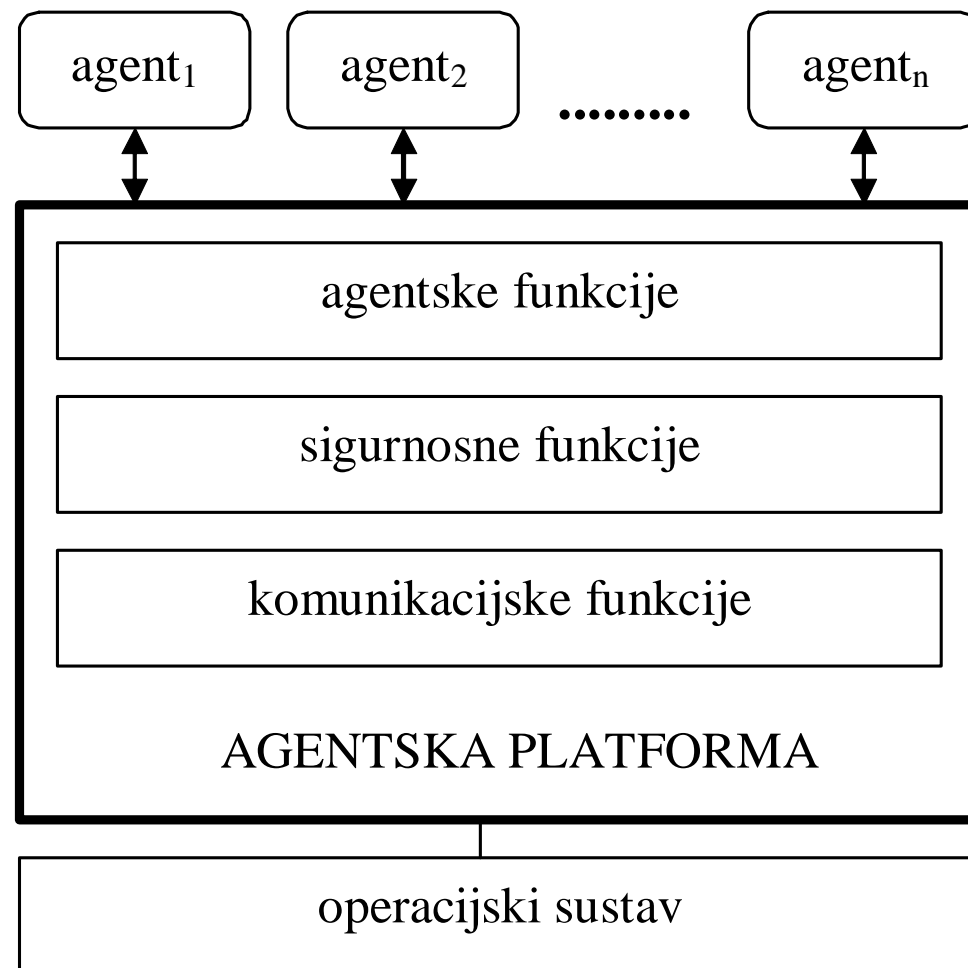 agent₁ agent₂ ......... agentₙ
agentske funkcije
sigurnosne funkcije
komunikacijske funkcije
AGENTSKA PLATFORMA
operacijski sustav